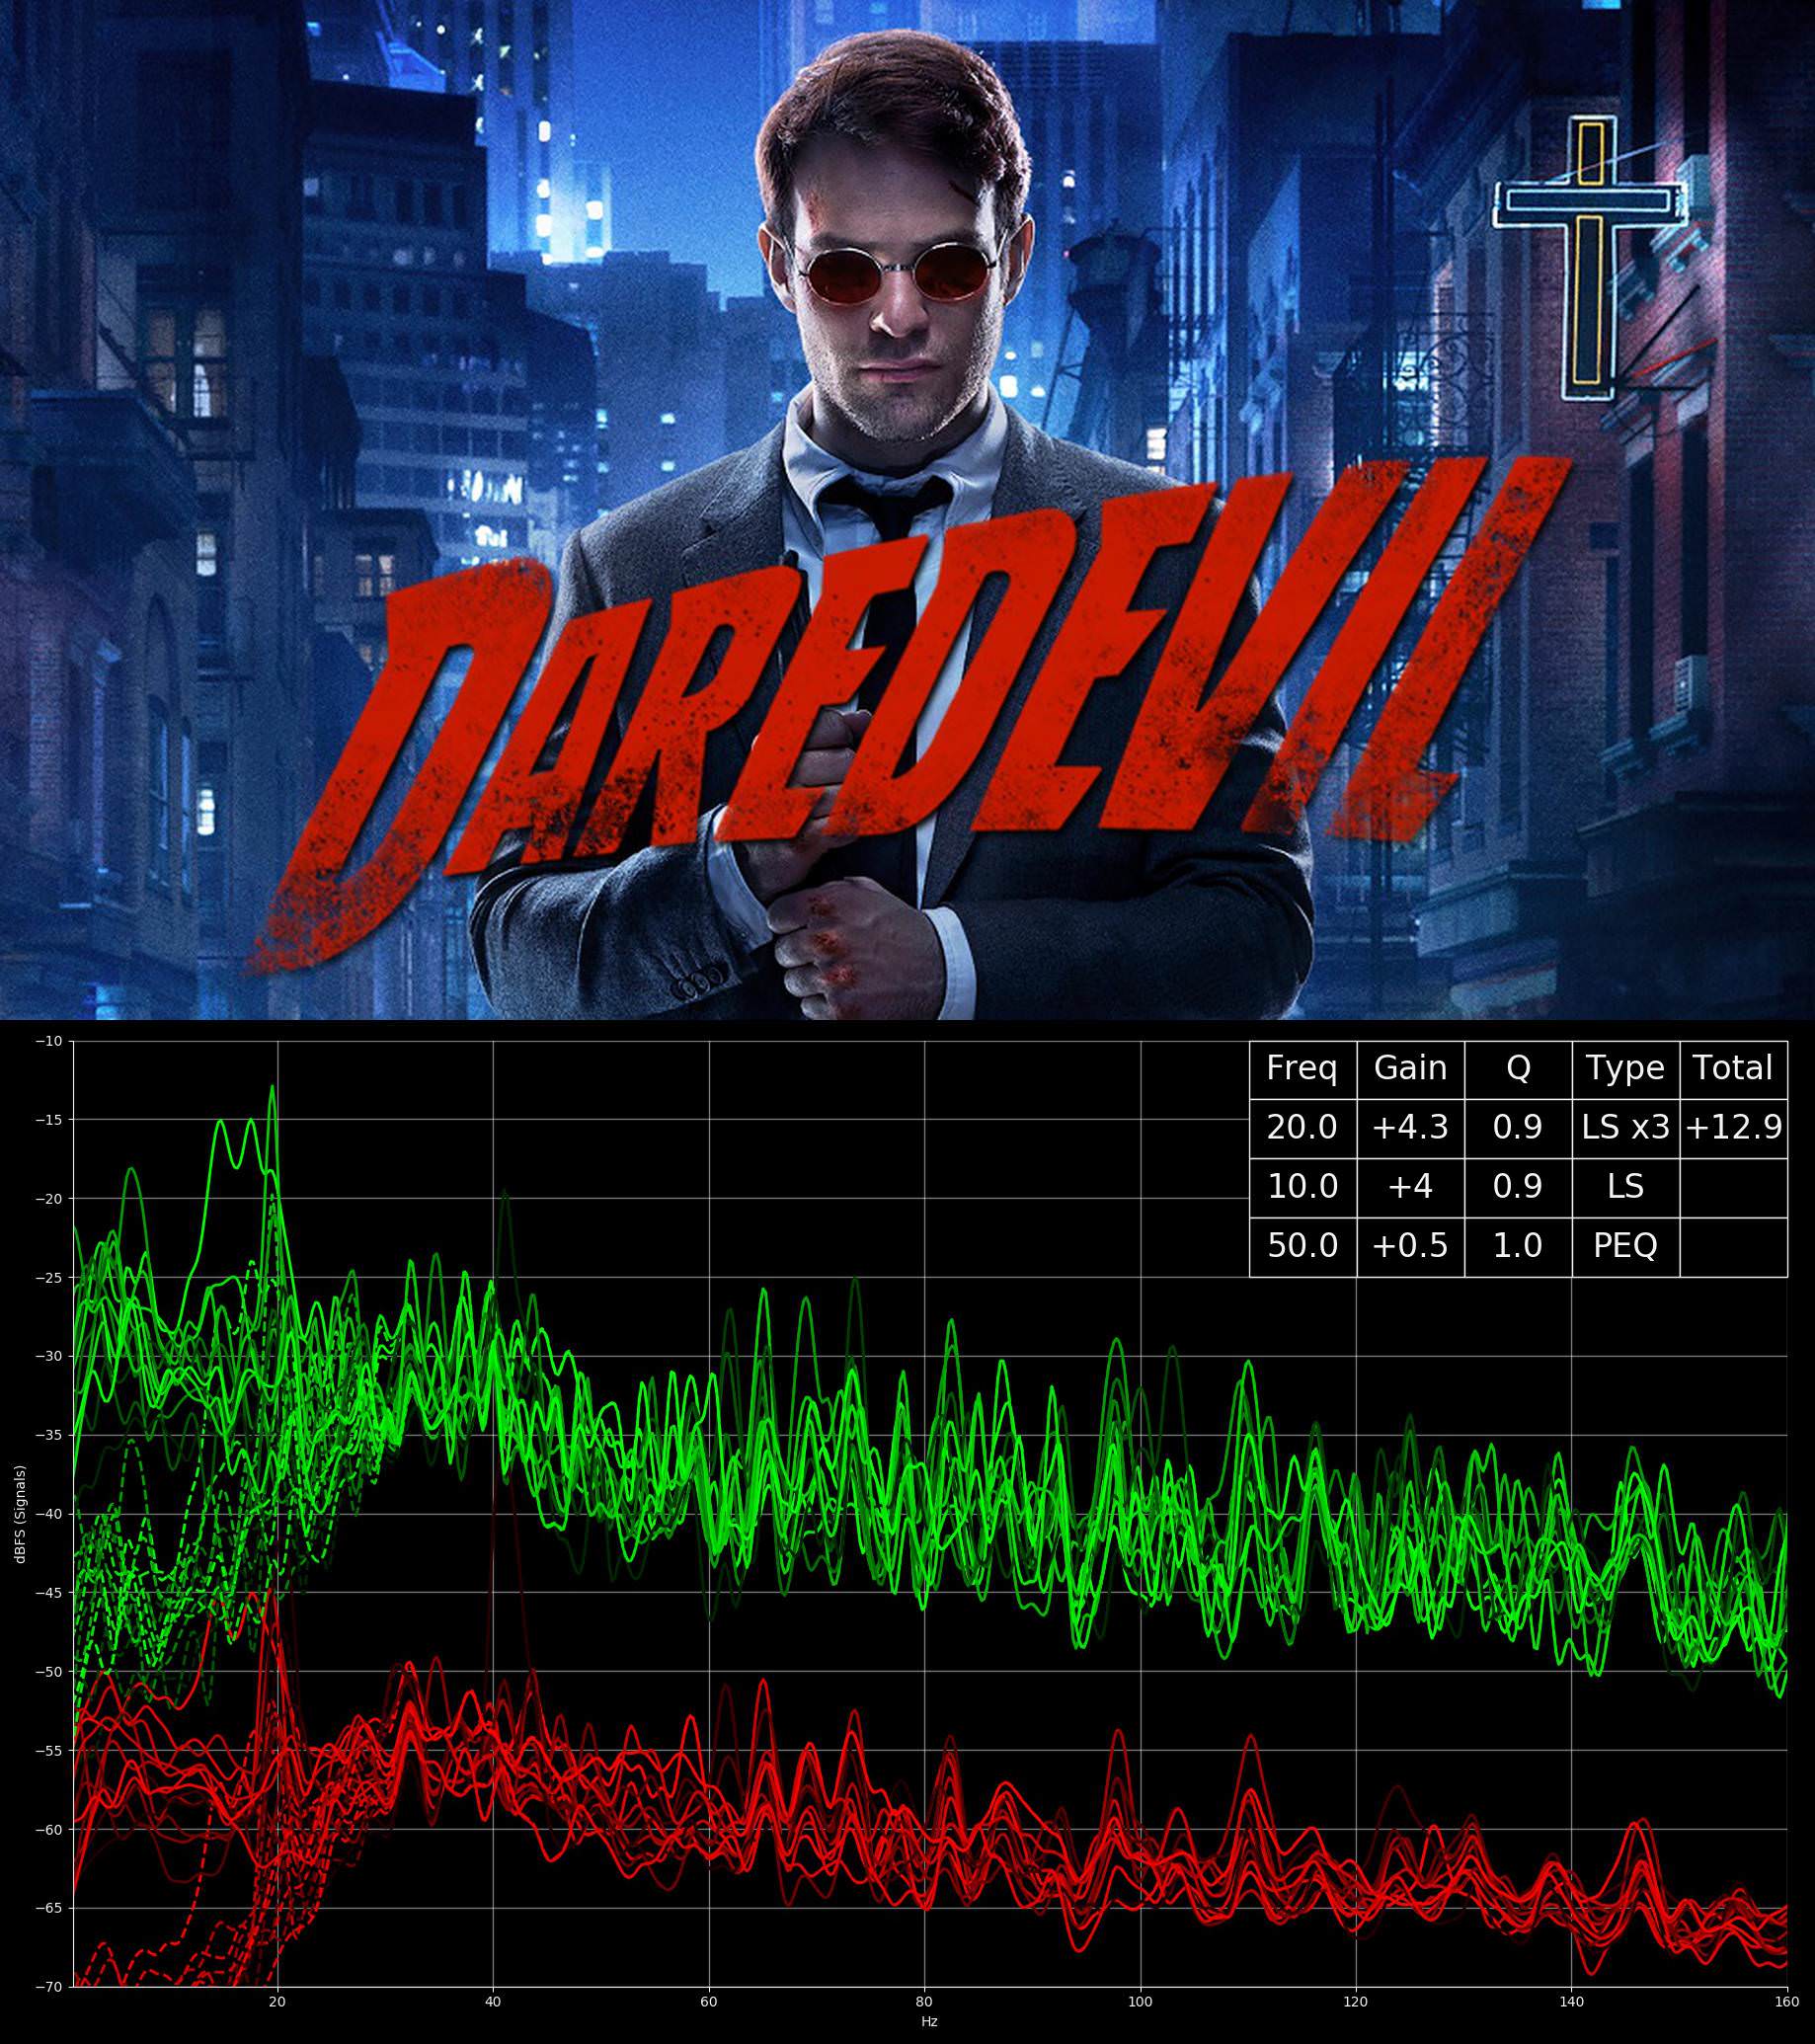 DAREDEVIL
Freq Gain Q Type Total
20.0 +4.3 0.9 LS x3 +12.9
10.0 +4 0.9 LS
50.0 +0.5 1.0 PEQ
−10
−15
−20
−25
−30
−35
−40
−45
−50
−55
−60
−65
−70
dBFS (Signals)
20 40 60 80 100 120 140 160
Hz